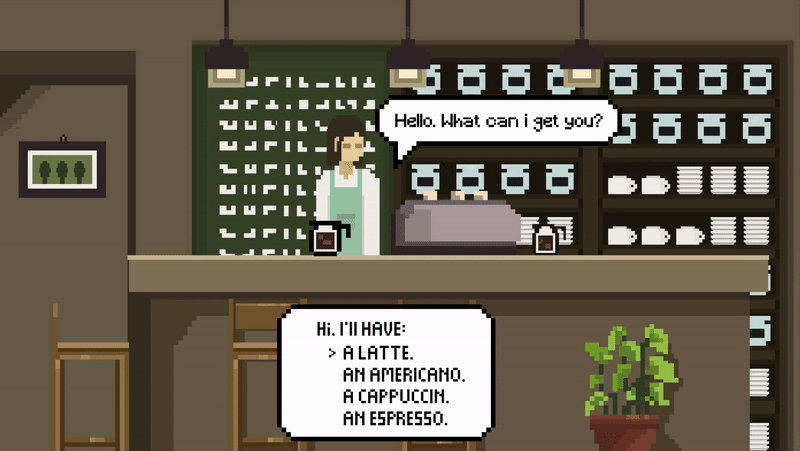 Hello. What can i get you?
Hi. I'll HAVE:
> A LATTE.
AN AMERICANO.
A CAPPUCCIN.
AN ESPRESSO.